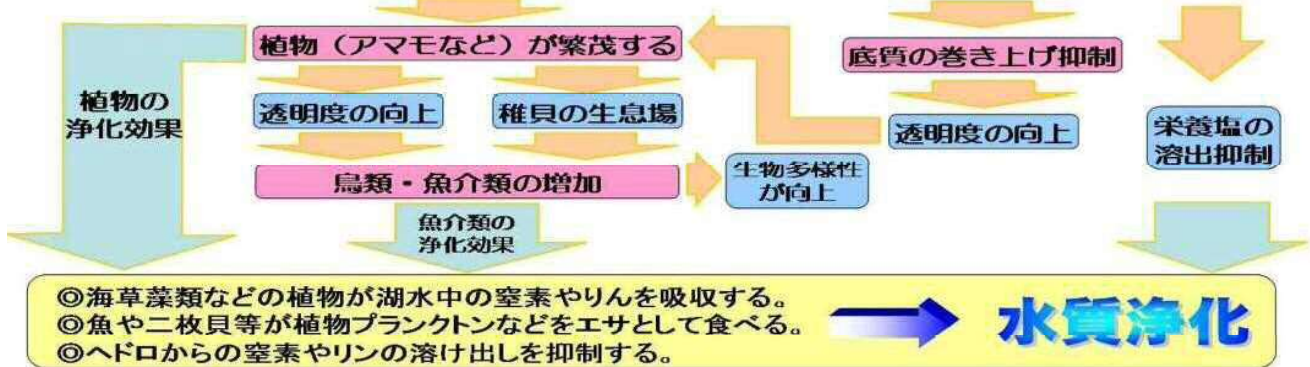 植物(アマモなど)が繁茂する
底質の巻き上げ抑制
植物の
浄化効果
透明度の向上
稚貝の生息場
透明度の向上
栄養塩の
溶出抑制
鳥類・魚介類の増加
生物多様性
が向上
魚介類の
浄化効果
◎海草藻類などの植物が湖水中の窒素やりんを吸収する。
◎魚や二枚貝等が植物プランクトンなどをエサとして食べる。
◎ヘドロからの窒素やリンの溶け出しを抑制する。
水質浄化